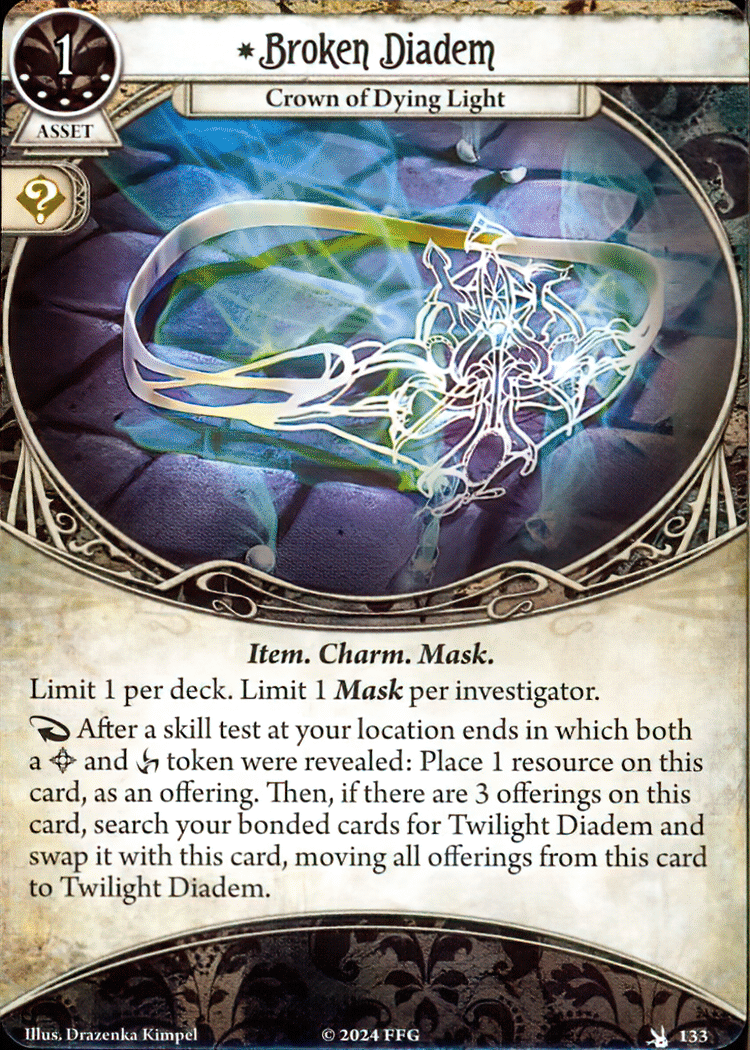 1
*Broken Diadem
ASSET
Crown of Dying Light
?
Item. Charm. Mask.
Limit 1 per deck. Limit 1 Mask per investigator.
After a skill test at your location ends in which both
a and token were revealed: Place 1 resource on this
card, as an offering. Then, if there are 3 offerings on this
card, search your bonded cards for Twilight Diadem and
swap it with this card, moving all offerings from this card
to Twilight Diadem.
Illus. Drazenka Kimpel © 2024 FFG 133